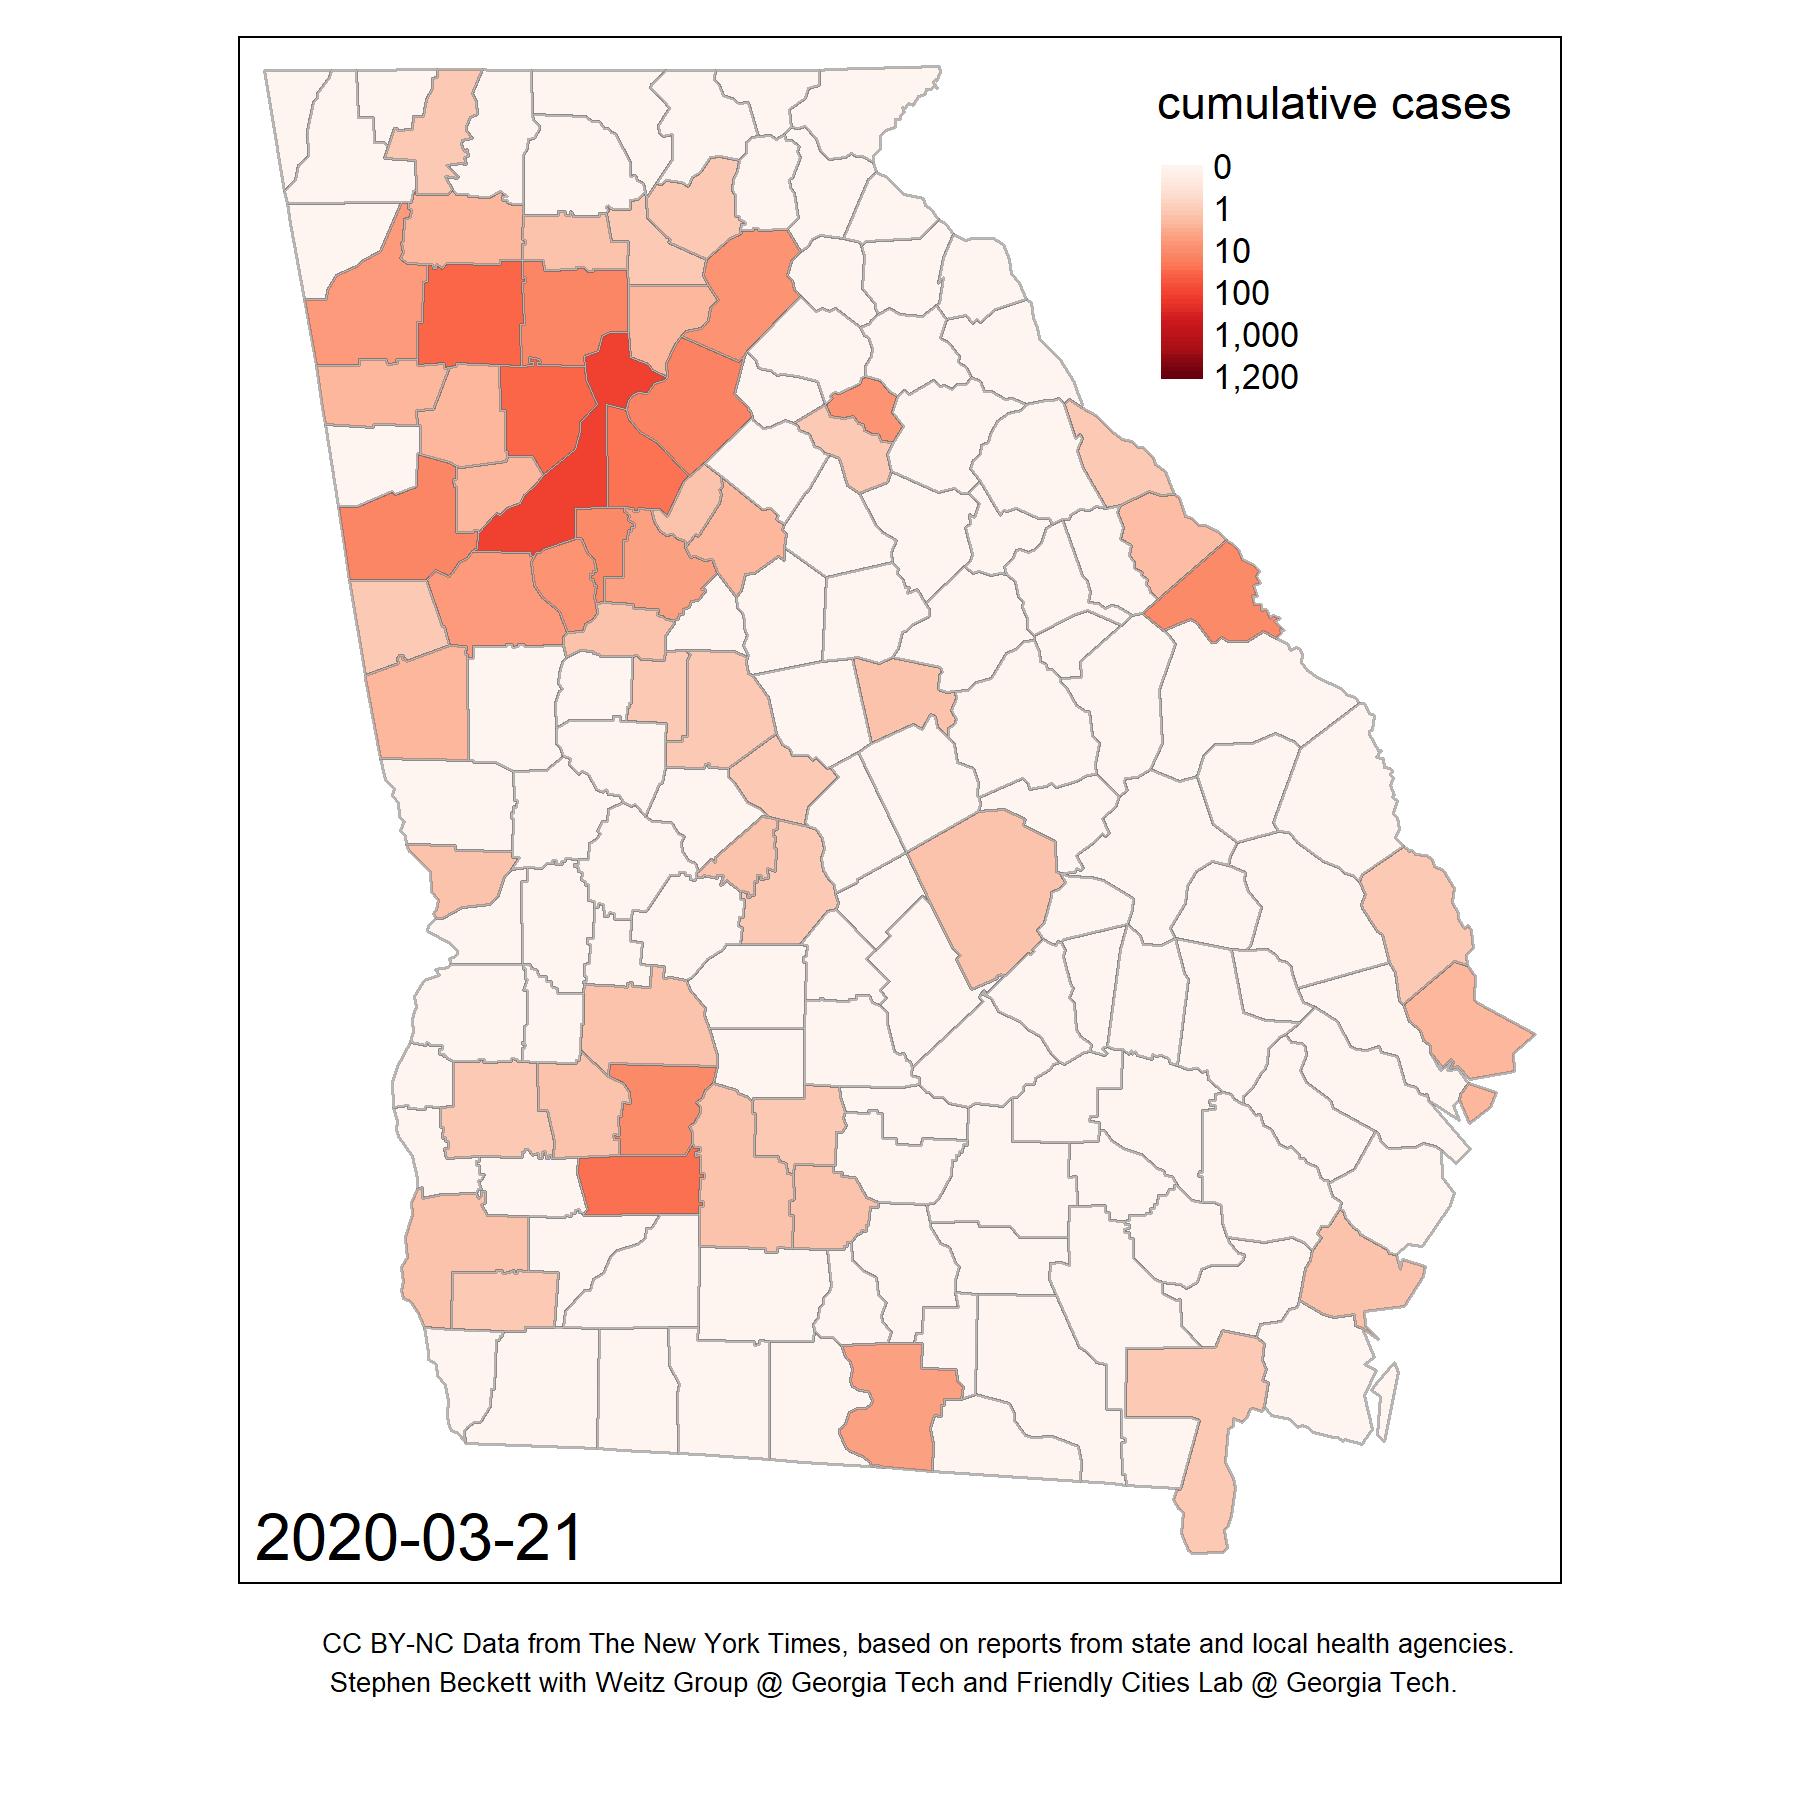 cumulative cases
0
1
10
100
1,000
1,200
2020-03-21
CC BY-NC Data from The New York Times, based on reports from state and local health agencies.
Stephen Beckett with Weitz Group @ Georgia Tech and Friendly Cities Lab @ Georgia Tech.